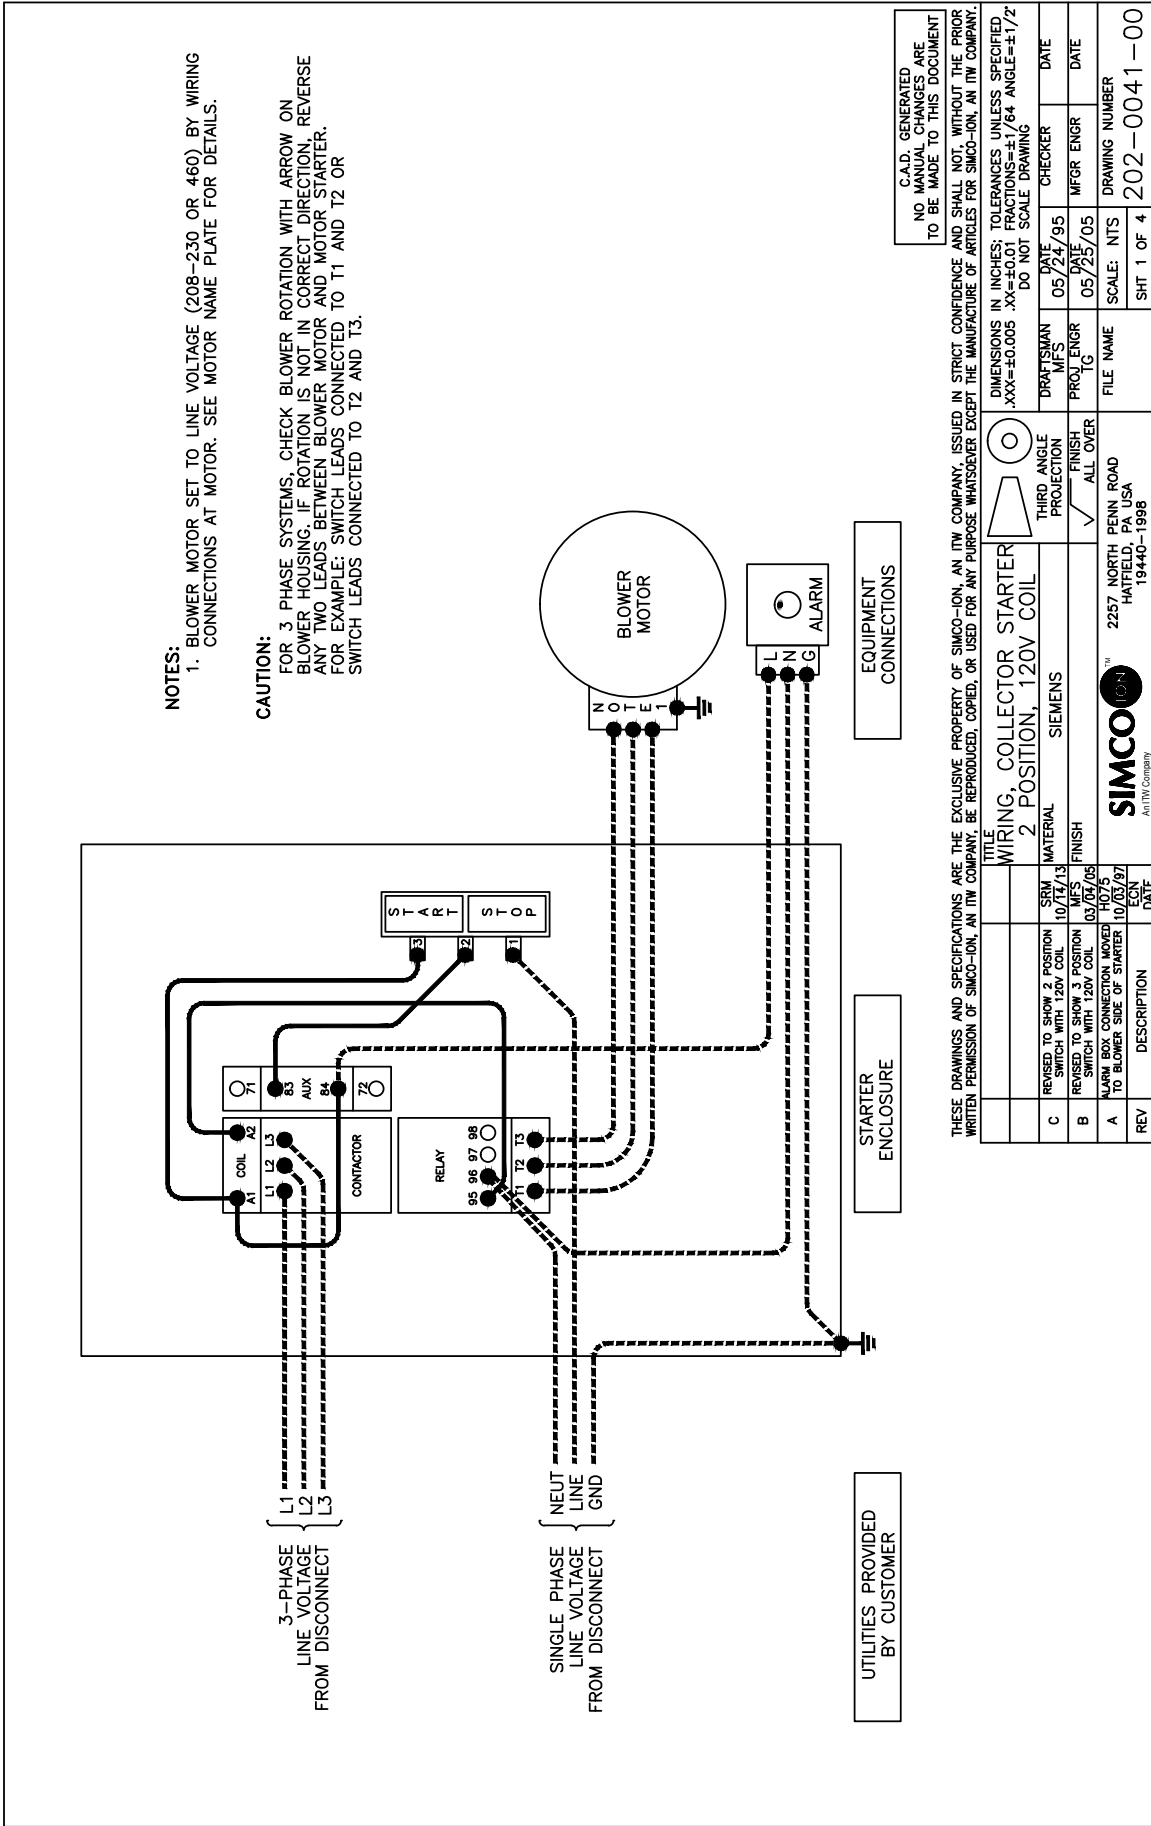 NOTES:
1. BLOWER MOTOR SET TO LINE VOLTAGE (208-230 OR 460) BY WIRING
CONNECTIONS AT MOTOR. SEE MOTOR NAME PLATE FOR DETAILS.
CAUTION:
FOR 3 PHASE SYSTEMS, CHECK BLOWER ROTATION WITH ARROW ON
BLOWER HOUSING. IF ROTATION IS NOT IN CORRECT DIRECTION, REVERSE
ANY TWO LEADS BETWEEN BLOWER MOTOR AND MOTOR STARTER.
FOR EXAMPLE: SWITCH LEADS CONNECTED TO T1 AND T2 OR
SWITCH LEADS CONNECTED TO T2 AND T3.
3-PHASE
LINE VOLTAGE
FROM DISCONNECT
L1
L2
L3
SINGLE PHASE
LINE VOLTAGE
FROM DISCONNECT
NEUT
LINE
GND
A1
COIL
A2
L1
L2
L3
CONTACTOR
71
83
AUX
84
72
RELAY
95
96
97
98
T1
T2
T3
START
STOP
3
2
1
NOTE 1
BLOWER
MOTOR
L
N
G
ALARM
UTILITIES PROVIDED
BY CUSTOMER
STARTER
ENCLOSURE
EQUIPMENT
CONNECTIONS
C.A.D. GENERATED
NO MANUAL CHANGES ARE
TO BE MADE TO THIS DOCUMENT
THESE DRAWINGS AND SPECIFICATIONS ARE THE EXCLUSIVE PROPERTY OF SIMCO-ION, AN ITW COMPANY, ISSUED IN STRICT CONFIDENCE AND SHALL NOT, WITHOUT THE PRIOR
WRITTEN PERMISSION OF SIMCO-ION, AN ITW COMPANY, BE REPRODUCED, COPIED, OR USED FOR ANY PURPOSE WHATSOEVER EXCEPT THE MANUFACTURE OF ARTICLES FOR SIMCO-ION, AN ITW COMPANY.
C
REVISED TO SHOW 2 POSITION
SWITCH WITH 120V COIL
SRM
10/14/13
B
REVISED TO SHOW 3 POSITION
SWITCH WITH 120V COIL
MFS
03/04/05
A
ALARM BOX CONNECTION MOVED
TO BLOWER SIDE OF STARTER
H075
10/03/97
REV
DESCRIPTION
ECN
DATE
TITLE
WIRING, COLLECTOR STARTER
2 POSITION, 120V COIL
MATERIAL
SIEMENS
FINISH
SIMCO ION™
An ITW Company
2257 NORTH PENN ROAD
HATFIELD, PA USA
19440-1998
THIRD ANGLE
PROJECTION
FINISH
ALL OVER
DIMENSIONS IN INCHES; TOLERANCES UNLESS SPECIFIED
.XXX=±0.005 .XX=±0.01 FRACTIONS=±1/64 ANGLE=±1/2°
DO NOT SCALE DRAWING
DRAFTSMAN
MFS
DATE
05/24/95
CHECKER
DATE
PROJ ENGR
TG
DATE
05/25/05
MFGR ENGR
DATE
FILE NAME
SCALE: NTS
SHT 1 OF 4
DRAWING NUMBER
202-0041-00